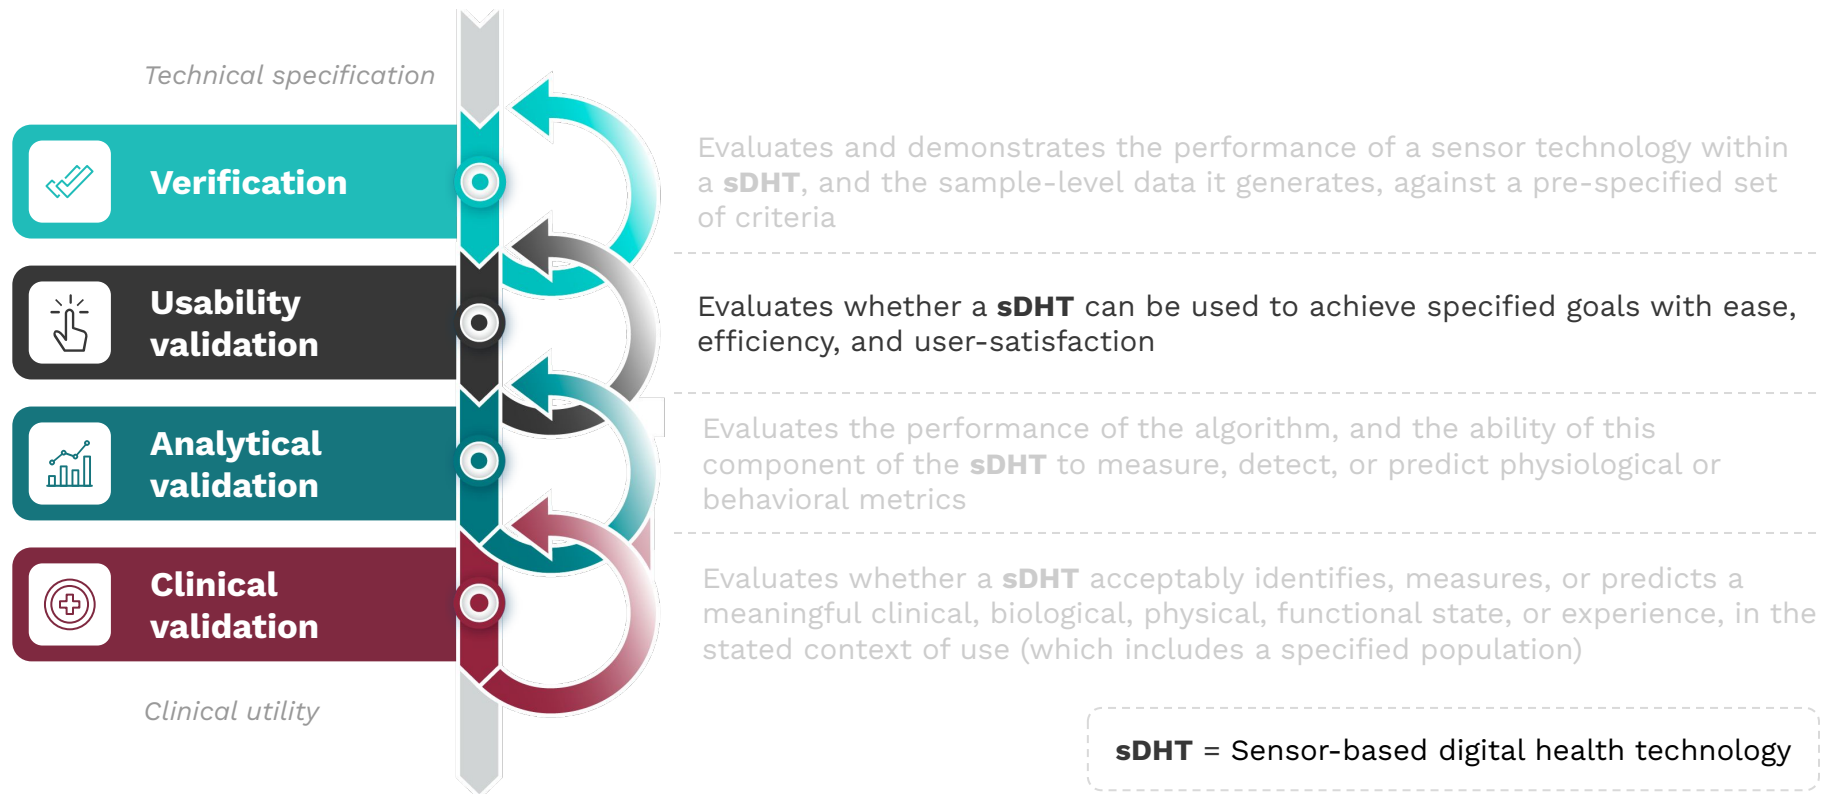 Technical specification
Verification
Evaluates and demonstrates the performance of a sensor technology within
a sDHT, and the sample-level data it generates, against a pre-specified set
of criteria
Usability
validation
Evaluates whether a sDHT can be used to achieve specified goals with ease,
efficiency, and user-satisfaction
Analytical
validation
Evaluates the performance of the algorithm, and the ability of this
component of the sDHT to measure, detect, or predict physiological or
behavioral metrics
Clinical
validation
Evaluates whether a sDHT acceptably identifies, measures, or predicts a
meaningful clinical, biological, physical, functional state, or experience, in the
stated context of use (which includes a specified population)
Clinical utility
sDHT = Sensor-based digital health technology